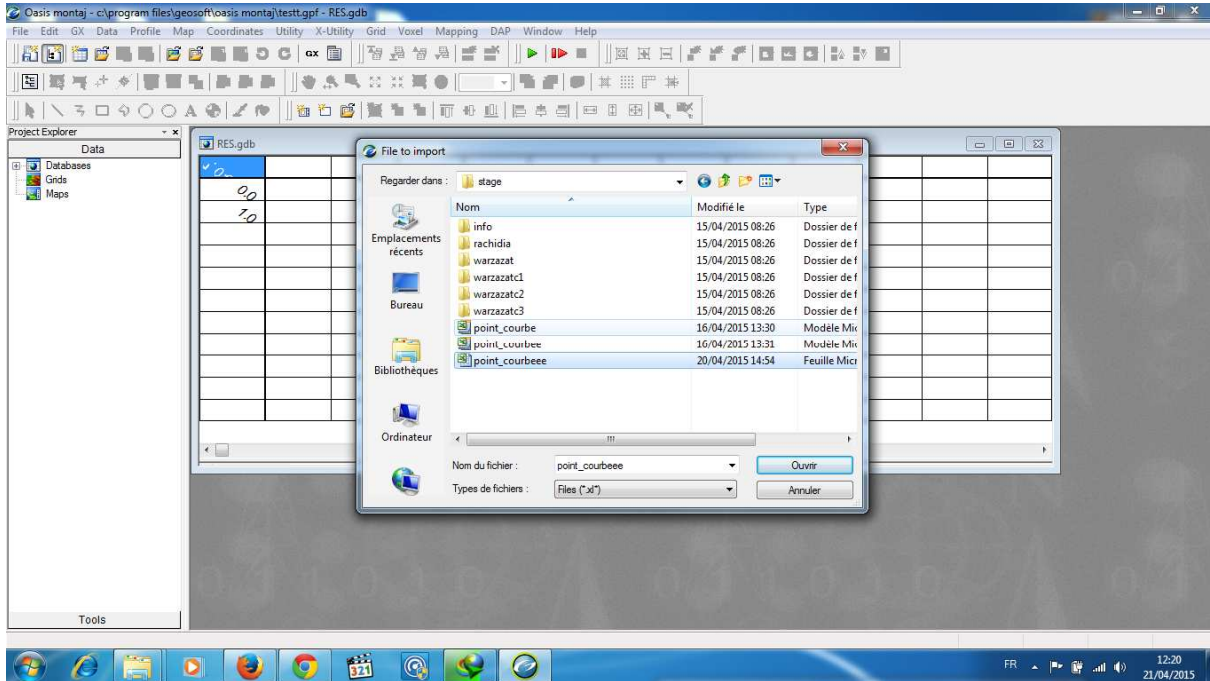 Oasis montaj - c:\program files\geosoft\oasis montaj\testt.gpf - RES.gdb
File Edit GX Data Profile Map Coordinates Utility X-Utility Grid Voxel Mapping DAP Window Help
GX
Project Explorer
Data
Databases
Grids
Maps
Tools
RES.gdb
0.0
1.0
File to import
Regarder dans :
stage
Nom Modifié le Type
info 15/04/2015 08:26 Dossier de f
rachidia 15/04/2015 08:26 Dossier de f
warzazat 15/04/2015 08:26 Dossier de f
warzazatc1 15/04/2015 08:26 Dossier de f
warzazatc2 15/04/2015 08:26 Dossier de f
warzazatc3 15/04/2015 08:26 Dossier de f
point_courbe 16/04/2015 13:30 Modèle Mic
point_courbee 16/04/2015 13:31 Modèle Mic
point_courbeee 20/04/2015 14:54 Feuille Micr
Emplacements
récents
Bureau
Bibliothèques
Ordinateur
Nom du fichier : point_courbeee Ouvrir
Types de fichiers : Files (*.xl*) Annuler
321
FR
12:20
21/04/2015